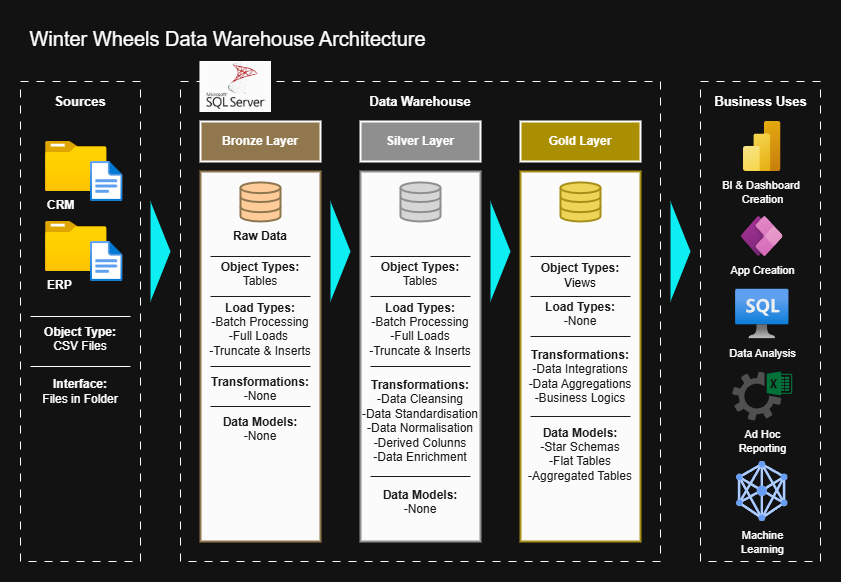 Winter Wheels Data Warehouse Architecture
Sources
CRM
ERP
Object Type:
CSV Files
Interface:
Files in Folder
Microsoft
SQL Server
Data Warehouse
Bronze Layer
Raw Data
Object Types:
Tables
Load Types:
-Batch Processing
-Full Loads
-Truncate & Inserts
Transformations:
-None
Data Models:
-None
Silver Layer
Object Types:
Tables
Load Types:
-Batch Processing
-Full Loads
-Truncate & Inserts
Transformations:
-Data Cleansing
-Data Standardisation
-Data Normalisation
-Derived Colunns
-Data Enrichment
Data Models:
-None
Gold Layer
Object Types:
Views
Load Types:
-None
Transformations:
-Data Integrations
-Data Aggregations
-Business Logics
Data Models:
-Star Schemas
-Flat Tables
-Aggregated Tables
Business Uses
BI & Dashboard
Creation
App Creation
SQL
Data Analysis
X
Ad Hoc
Reporting
Machine
Learning